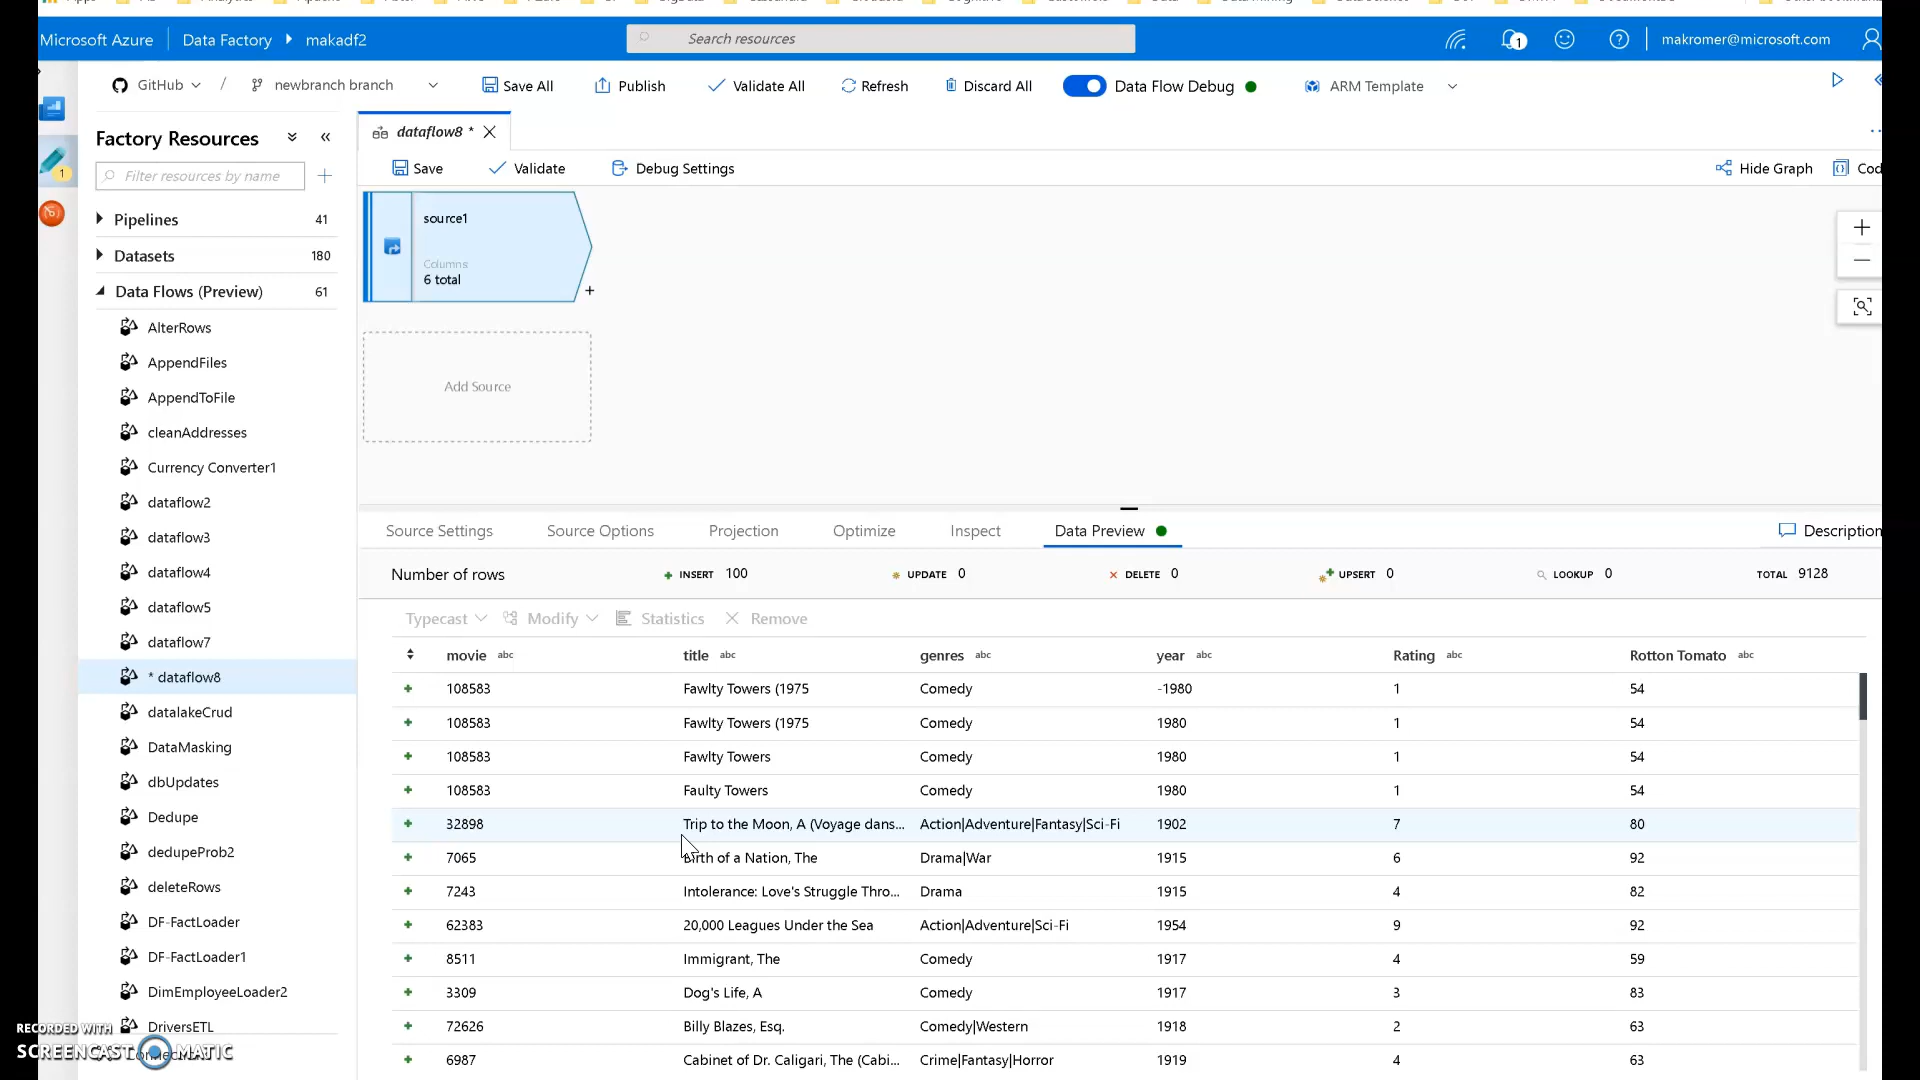 Microsoft Azure Data Factory makadf2 Search resources 1 makromer@microsoft.com
GitHub / newbranch branch Save All Publish Validate All Refresh Discard All Data Flow Debug ARM Template
Factory Resources
dataflow8 *
Filter resources by name
Save Validate Debug Settings Hide Graph Cod
1
Pipelines 41
Datasets 180
Data Flows (Preview) 61
AlterRows
AppendFiles
AppendToFile
cleanAddresses
Currency Converter1
dataflow2
dataflow3
dataflow4
dataflow5
dataflow7
* dataflow8
datalakeCrud
DataMasking
dbUpdates
Dedupe
dedupeProb2
deleteRows
DF-FactLoader
DF-FactLoader1
DimEmployeeLoader2
DriversETL
source1
Columns
6 total
+
Add Source
Source Settings Source Options Projection Optimize Inspect Data Preview Description
Number of rows INSERT 100 UPDATE 0 DELETE 0 UPSERT 0 LOOKUP 0 TOTAL 9128
Typecast Modify Statistics Remove
movie abc title abc genres abc year abc Rating abc Rotton Tomato abc
108583 Fawlty Towers (1975 Comedy -1980 1 54
108583 Fawlty Towers (1975 Comedy 1980 1 54
108583 Fawlty Towers Comedy 1980 1 54
108583 Faulty Towers Comedy 1980 1 54
32898 Trip to the Moon, A (Voyage dans... Action|Adventure|Fantasy|Sci-Fi 1902 7 80
7065 Birth of a Nation, The Drama|War 1915 6 92
7243 Intolerance: Love's Struggle Thro... Drama 1915 4 82
62383 20,000 Leagues Under the Sea Action|Adventure|Sci-Fi 1954 9 92
8511 Immigrant, The Comedy 1917 4 59
3309 Dog's Life, A Comedy 1917 3 83
72626 Billy Blazes, Esq. Comedy|Western 1918 2 63
6987 Cabinet of Dr. Caligari, The (Cabi... Crime|Fantasy|Horror 1919 4 63
RECORDED WITH
SCREENCAST MATIC